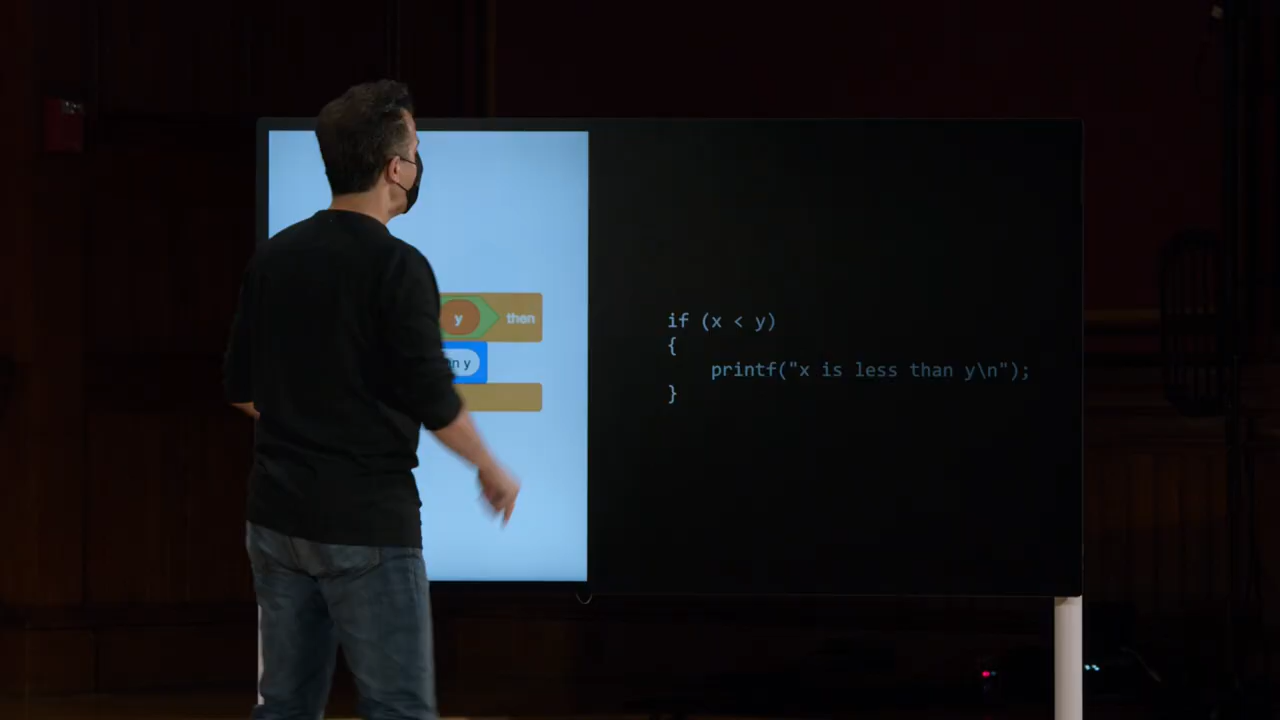 y then
n y
if (x < y)
{
printf("x is less than y\n");
}